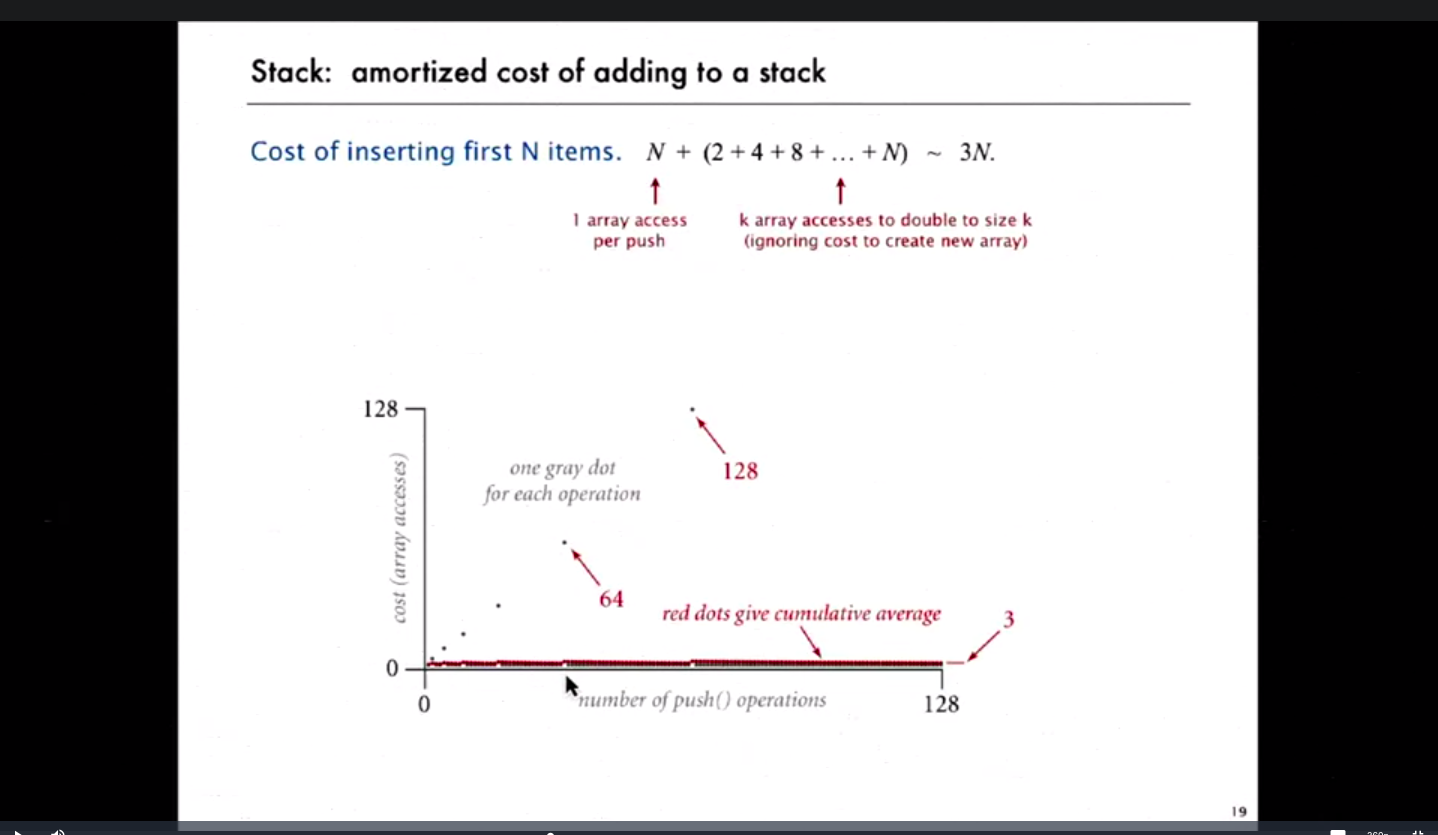 Stack: amortized cost of adding to a stack
Cost of inserting first N items. N + (2 + 4 + 8 + … + N) ~ 3N.
1 array access
per push
k array accesses to double to size k
(ignoring cost to create new array)
128
cost (array accesses)
one gray dot
for each operation
128
64
red dots give cumulative average
3
0
0
number of push() operations
128
19